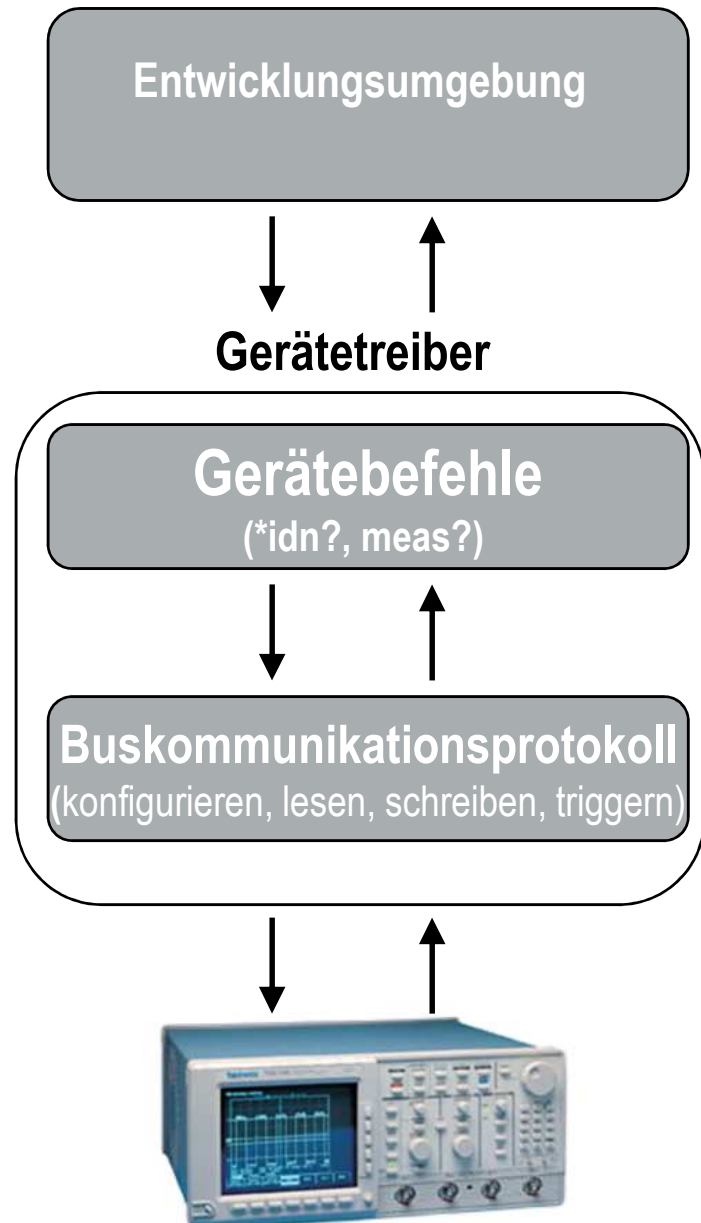 Entwicklungsumgebung
Gerätetreiber
Gerätebefehle
(*idn?, meas?)
Buskommunikationsprotokoll
(konfigurieren, lesen, schreiben, triggern)